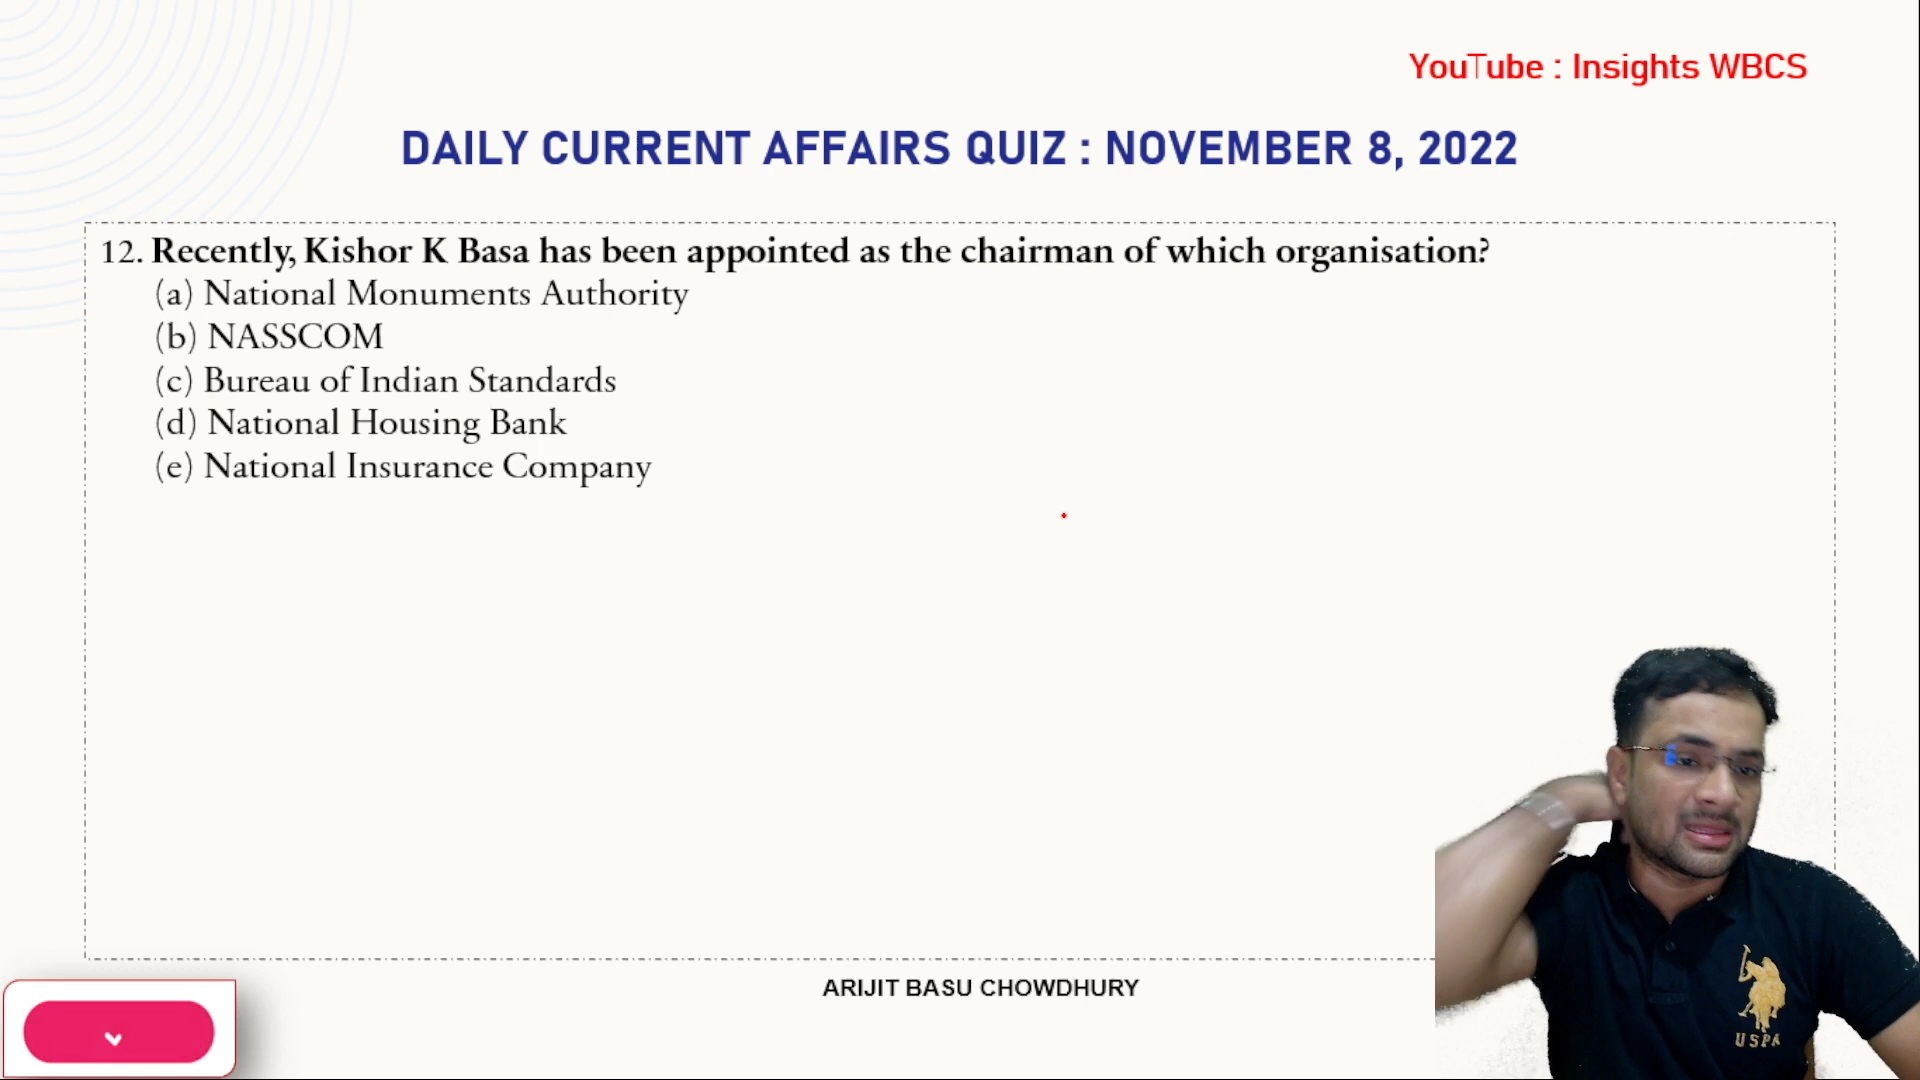 YouTube : Insights WBCS
DAILY CURRENT AFFAIRS QUIZ : NOVEMBER 8, 2022
12. Recently, Kishor K Basa has been appointed as the chairman of which organisation?
(a) National Monuments Authority
(b) NASSCOM
(c) Bureau of Indian Standards
(d) National Housing Bank
(e) National Insurance Company
ARIJIT BASU CHOWDHURY
USPA